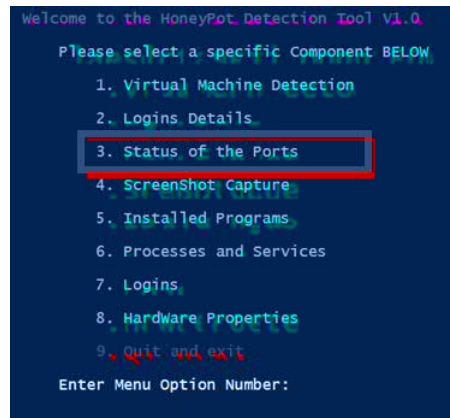 Welcome to the HoneyPot Detection Tool V1.0
Please select a specific Component BELOW
1. Virtual Machine Detection
2. Logins Details
3. Status of the Ports
4. ScreenShot Capture
5. Installed Programs
6. Processes and Services
7. Logins
8. HardWare Properties
9. Quit and exit
Enter Menu Option Number: